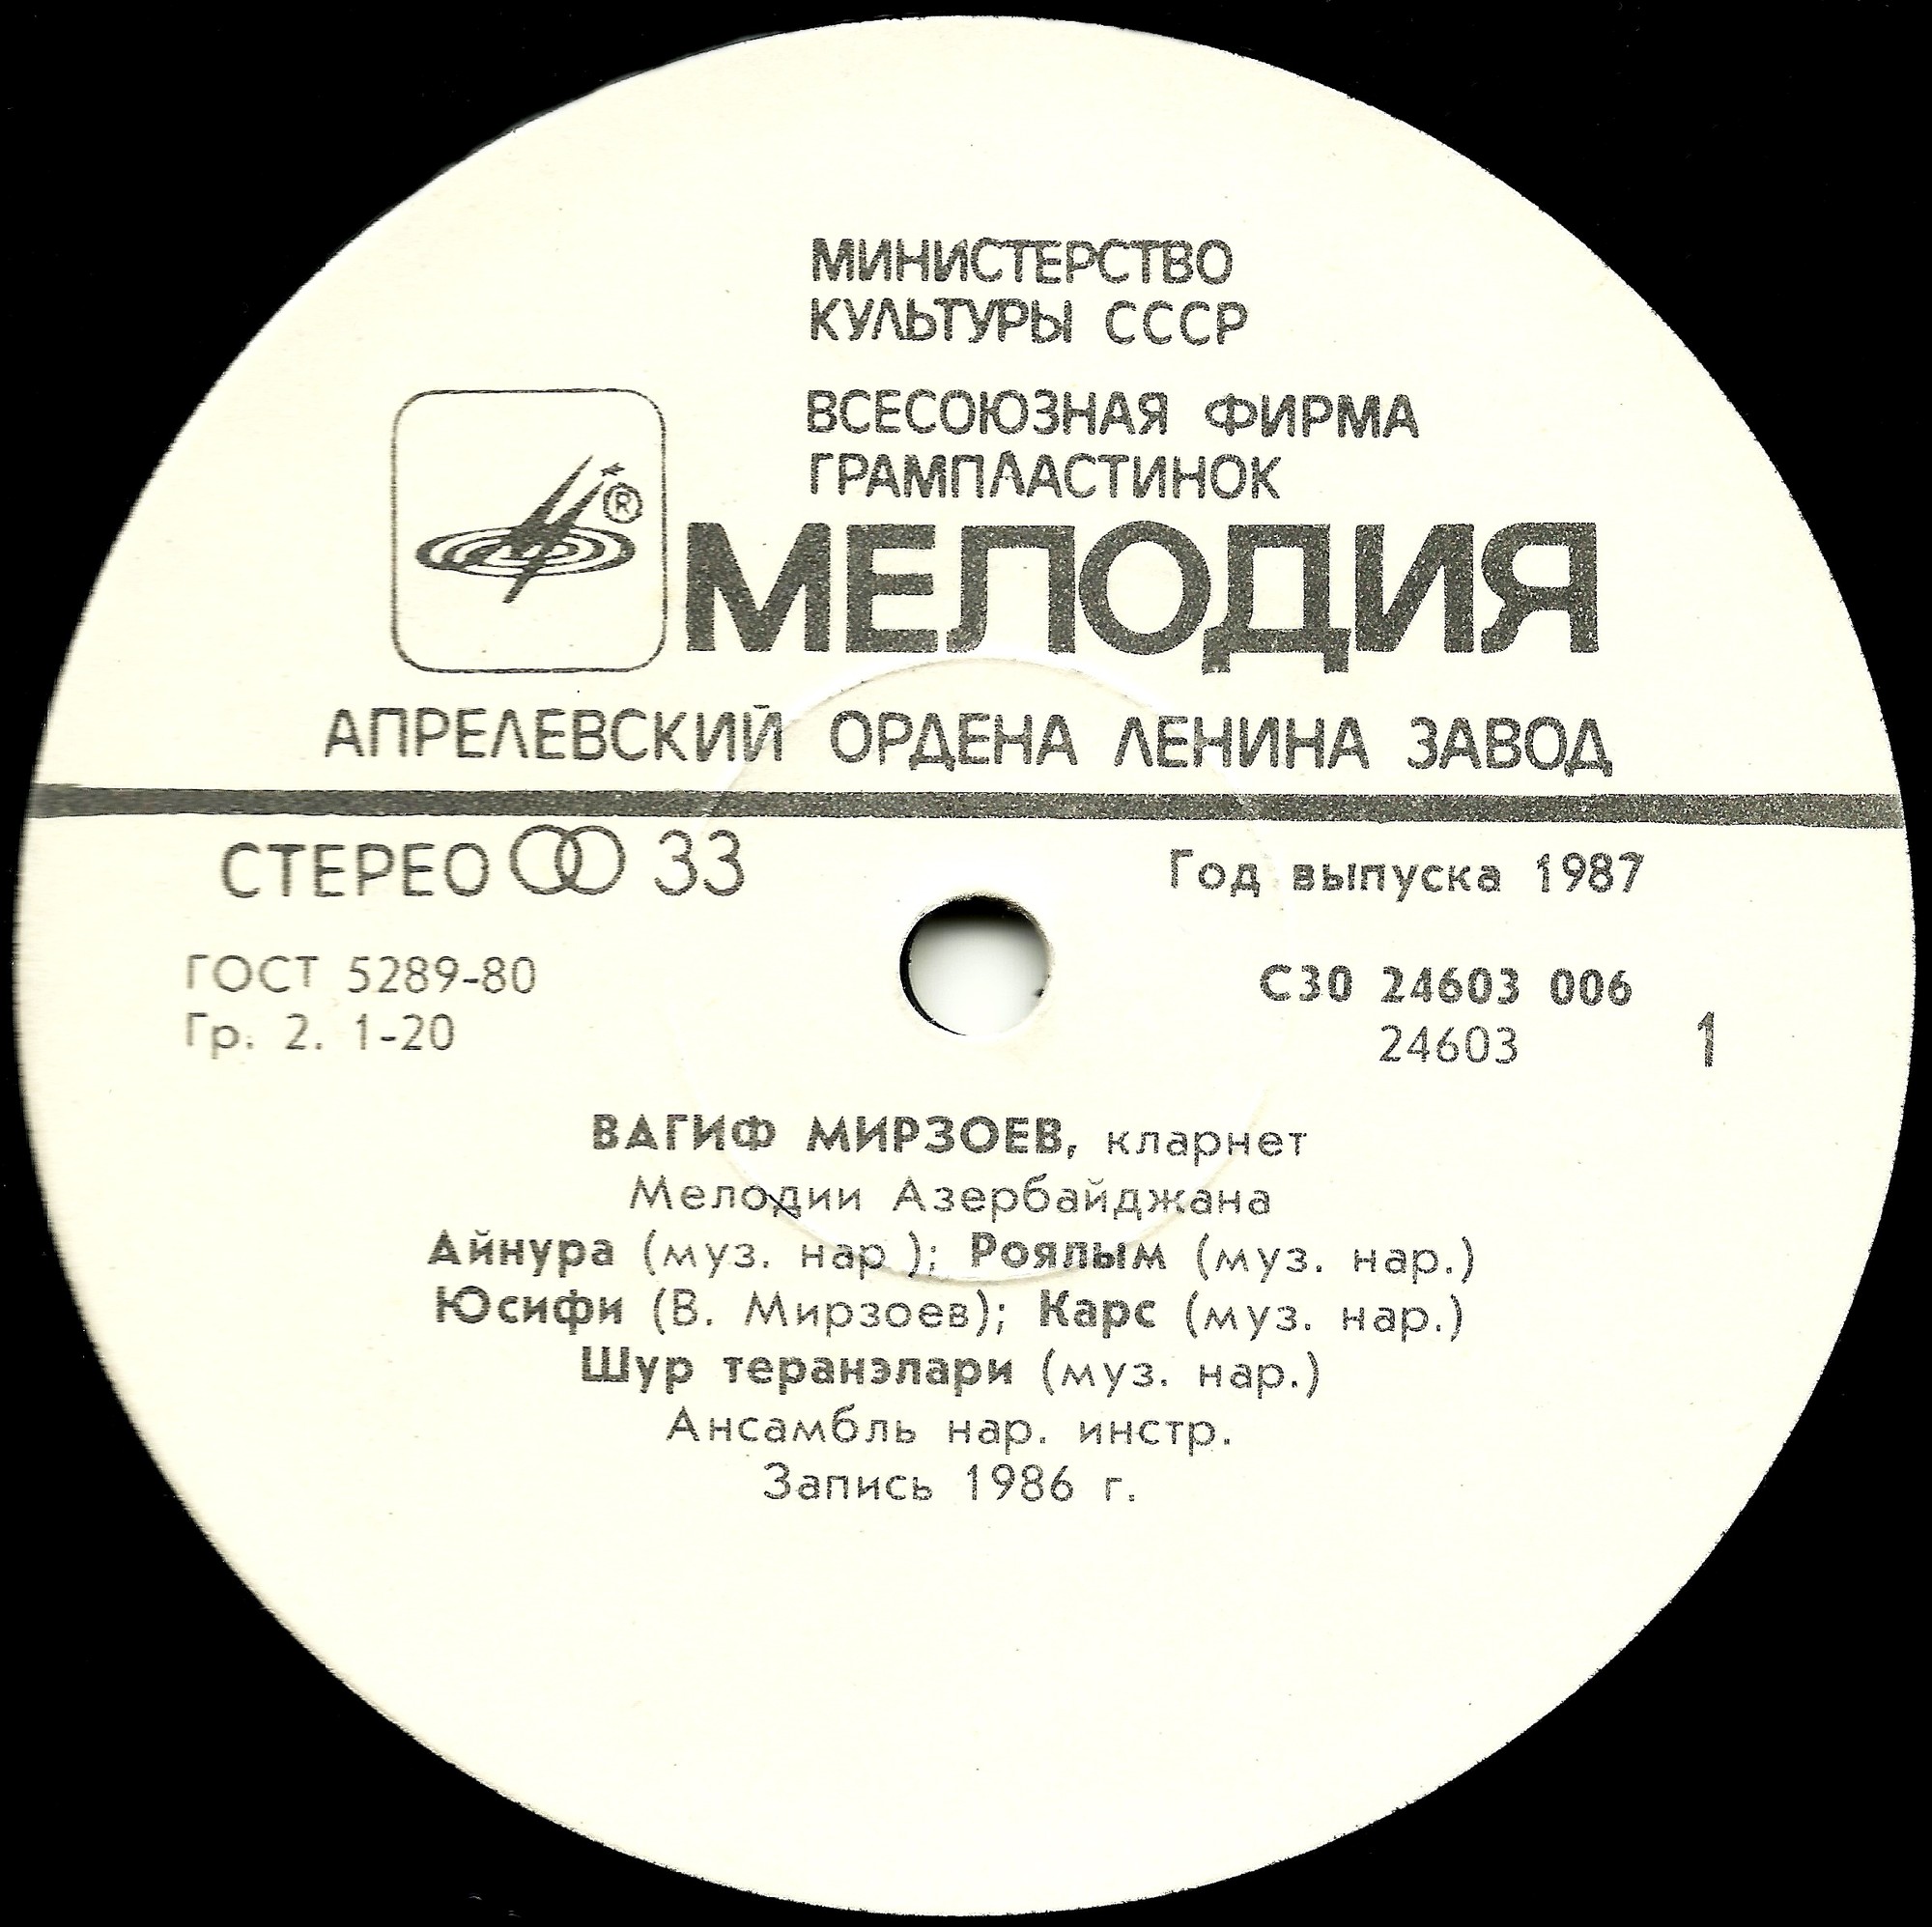 МИНИСТЕРСТВО
КУЛЬТУРЫ СССР
ВСЕСОЮЗНАЯ ФИРМА
ГРАМПЛАСТИНОК
®
МЕЛОДИЯ
АПРЕЛЕВСКИЙ ОРДЕНА ЛЕНИНА ЗАВОД
СТЕРЕО 33
Год выпуска 1987
ГОСТ 5289-80
Гр. 2. 1-20
С30 24603 006
24603
1
ВАГИФ МИРЗОЕВ, кларнет
Мелодии Азербайджана
Айнура (муз. нар ); Роялым (муз. нар.)
Юсифи (В. Мирзоев); Карс (муз. нар.)
Шур теранэлари (муз. нар.)
Ансамбль нар. инстр.
Запись 1986 г.